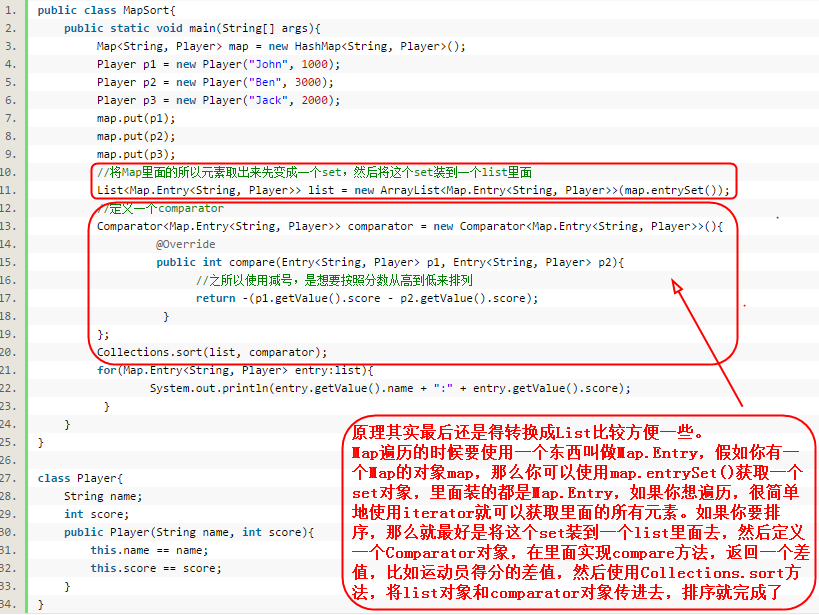 1. public class MapSort{
2. public static void main(String[] args){
3. Map<String, Player> map = new HashMap<String, Player>();
4. Player p1 = new Player("John", 1000);
5. Player p2 = new Player("Ben", 3000);
6. Player p3 = new Player("Jack", 2000);
7. map.put(p1);
8. map.put(p2);
9. map.put(p3);
10. //将Map里面的所以元素取出来先变成一个set，然后将这个set装到一个list里面
11. List<Map.Entry<String, Player>> list = new ArrayList<Map.Entry<String, Player>>(map.entrySet());
12. //定义一个comparator
13. Comparator<Map.Entry<String, Player>> comparator = new Comparator<Map.Entry<String, Player>>(){
14. @Override
15. public int compare(Entry<String, Player> p1, Entry<String, Player> p2){
16. //之所以使用减号，是想要按照分数从高到低来排列
17. return -(p1.getValue().score - p2.getValue().score);
18. }
19. };
20. Collections.sort(list, comparator);
21. for(Map.Entry<String, Player> entry:list){
22. System.out.println(entry.getValue().name + ":" + entry.getValue().score);
23. }
24. }
25. }
26.
27. class Player{
28. String name;
29. int score;
30. public Player(String name, int score){
31. this.name == name;
32. this.score == score;
33. }
34. }
原理其实最后还是得转换成List比较方便一些。
Map遍历的时候要使用一个东西叫做Map.Entry，假如你有一
个Map的对象map，那么你可以使用map.entrySet()获取一个
set对象，里面装的都是Map.Entry，如果你想遍历，很简单
地使用iterator就可以获取里面的所有元素。如果你要排
序，那么就最好是将这个set装到一个list里面去，然后定义
一个Comparator对象，在里面实现compare方法，返回一个差
值，比如运动员得分的差值，然后使用Collections.sort方
法，将list对象和comparator对象传进去，排序就完成了